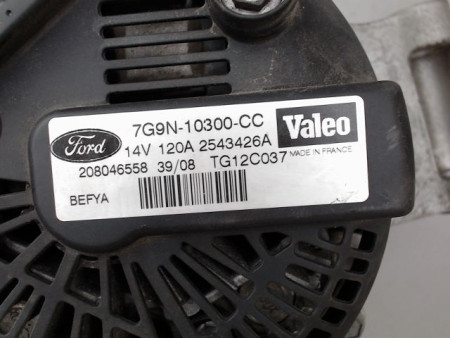 Ford
7G9N-10300-CC
Valeo
14V 120A 2543426A
MADE IN FRANCE
208046558 39/08 TG12C037
BEFYA